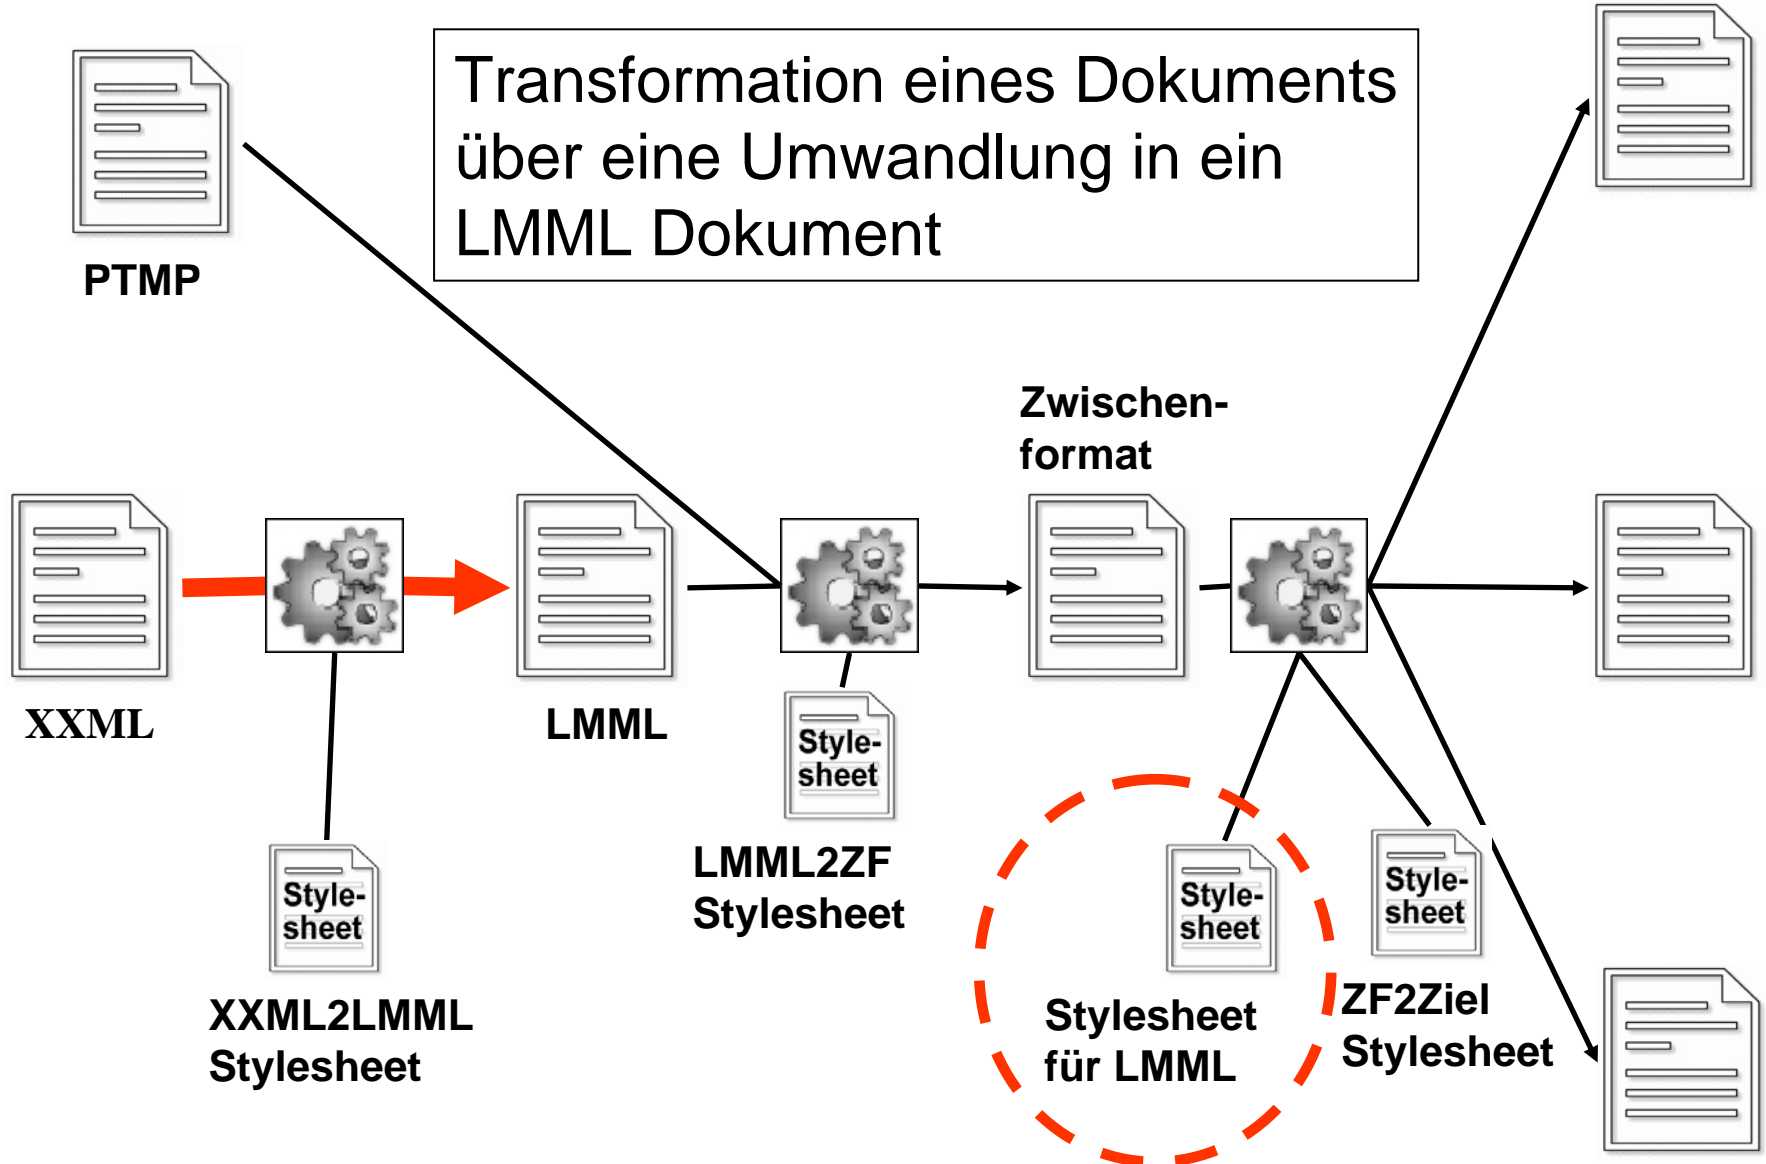 Transformation eines Dokuments
über eine Umwandlung in ein
LMML Dokument
PTMP
Zwischen-
format
XXML
LMML
Style-
sheet
LMML2ZF
Stylesheet
Style-
sheet
XXML2LMML
Stylesheet
Style-
sheet
Stylesheet
für LMML
Style-
sheet
ZF2Ziel
Stylesheet